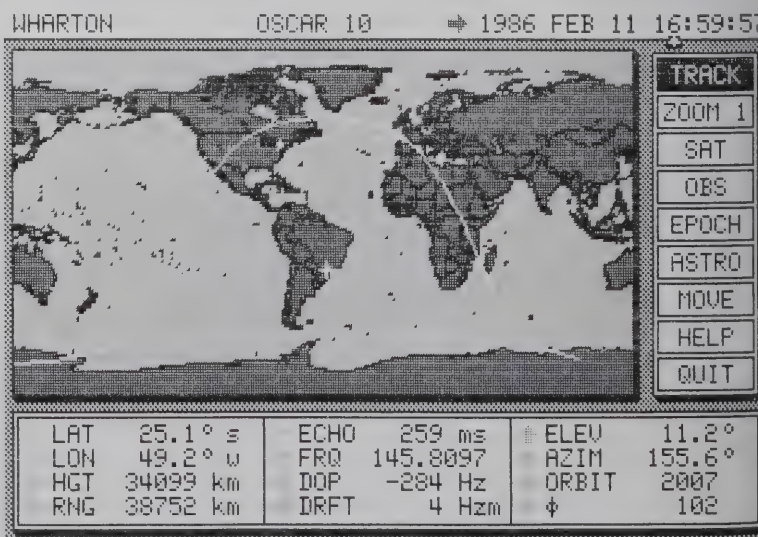 WHARTON OSCAR 10 ⇒ 1986 FEB 11 16:59:57
TRACK
ZOOM 1
SAT
OBS
EPOCH
ASTRO
MOVE
HELP
QUIT
LAT 25.1° s
LON 49.2° w
HGT 34099 km
RNG 38752 km
ECHO 259 ms
FRQ 145.8097
DOP -284 Hz
DRFT 4 Hzm
↑ ELEV 11.2°
AZIM 155.6°
ORBIT 2007
ϕ 102